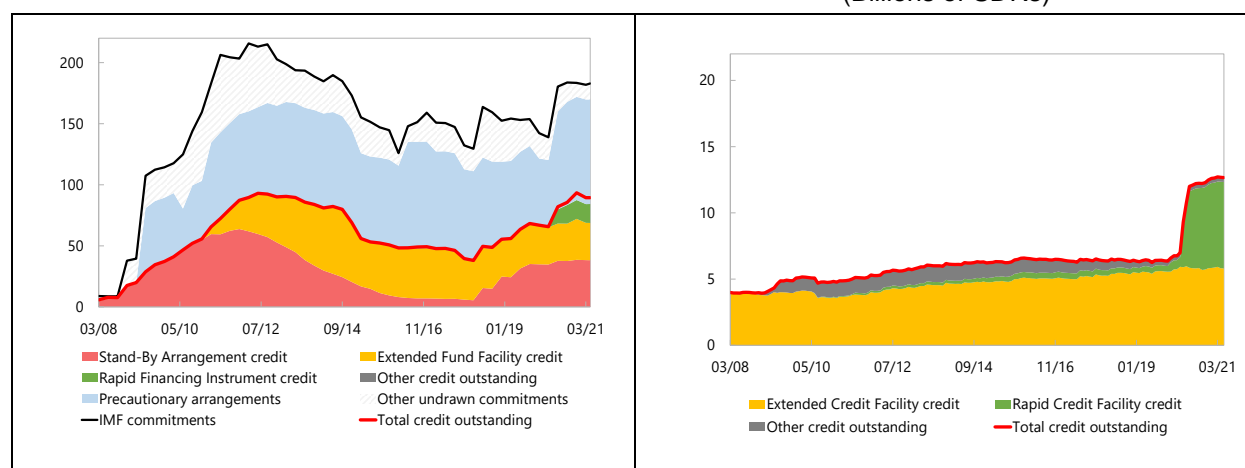 (Billions of SDRs)
200
150
100
50
0
03/08 05/10 07/12 09/14 11/16 01/19 03/21
Stand-By Arrangement credit Extended Fund Facility credit
Rapid Financing Instrument credit Other credit outstanding
Precautionary arrangements Other undrawn commitments
IMF commitments Total credit outstanding
20
15
10
5
0
03/08 05/10 07/12 09/14 11/16 01/19 03/21
Extended Credit Facility credit Rapid Credit Facility credit
Other credit outstanding Total credit outstanding